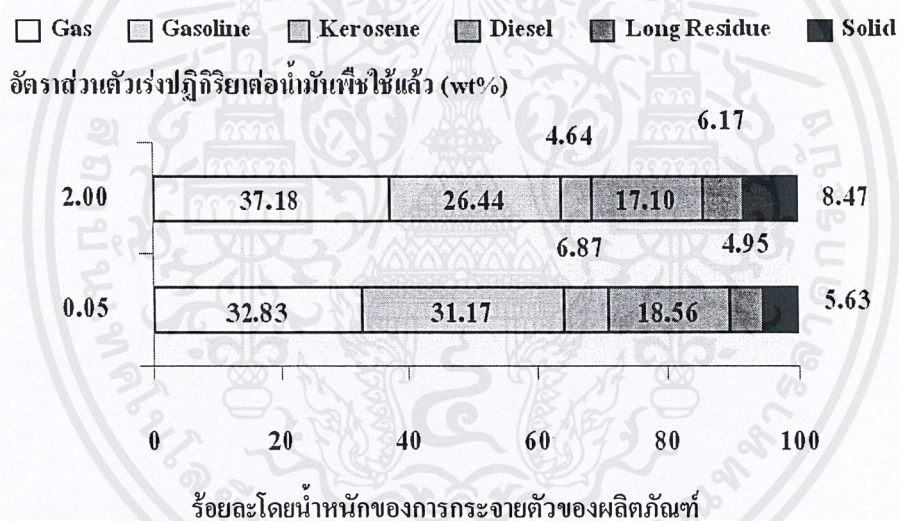 Gas Gasoline Kerosene Diesel Long Residue Solid
อัตราส่วนตัวเร่งปฏิกิริยาต่อน้ำมันพืชใช้แล้ว (wt%)
4.64 6.17
2.00 37.18 26.44 17.10 8.47
6.87 4.95
0.05 32.83 31.17 18.56 5.63
0 20 40 60 80 100
ร้อยละโดยน้ำหนักของการกระจายตัวของผลิตภัณฑ์